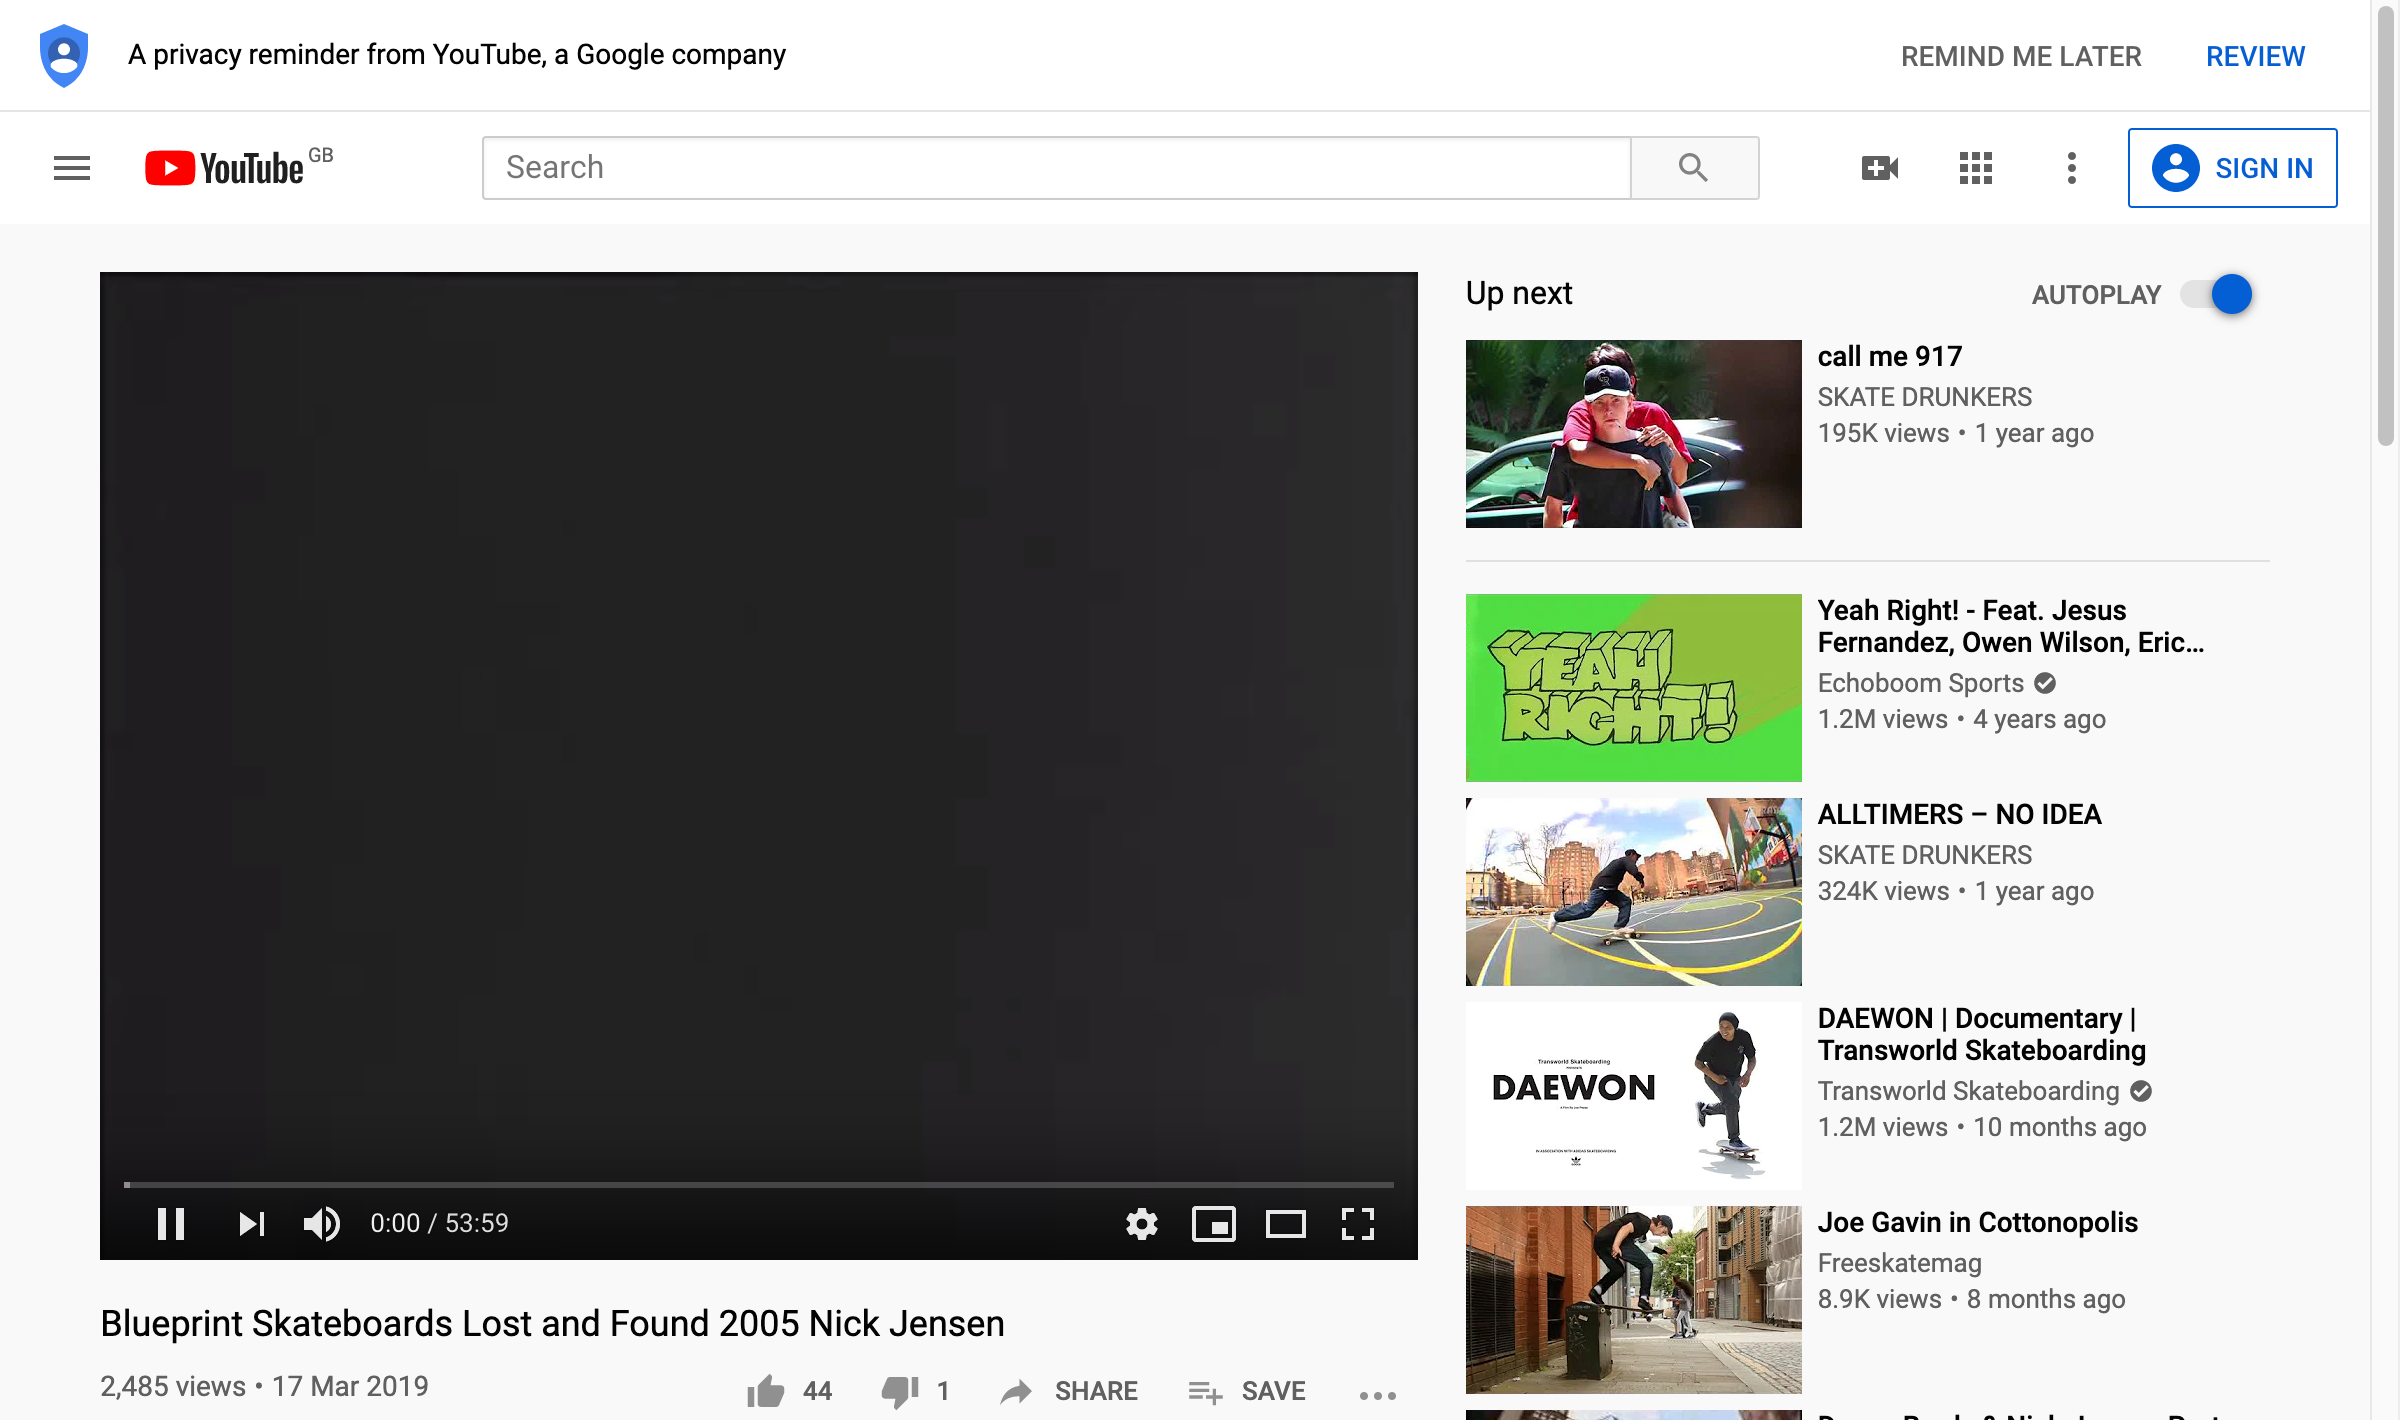 A privacy reminder from YouTube, a Google company
REMIND ME LATER
REVIEW
YouTube GB
Search
SIGN IN
0:00 / 53:59
Blueprint Skateboards Lost and Found 2005 Nick Jensen
2,485 views • 17 Mar 2019
44
1
SHARE
SAVE
Up next
AUTOPLAY
call me 917
SKATE DRUNKERS
195K views • 1 year ago
YEAH
RIGHT!
Yeah Right! - Feat. Jesus
Fernandez, Owen Wilson, Eric...
Echoboom Sports
1.2M views • 4 years ago
ALLTIMERS – NO IDEA
SKATE DRUNKERS
324K views • 1 year ago
Transworld Skateboarding
DAEWON
DAEWON | Documentary |
Transworld Skateboarding
Transworld Skateboarding
1.2M views • 10 months ago
Joe Gavin in Cottonopolis
Freeskatemag
8.9K views • 8 months ago